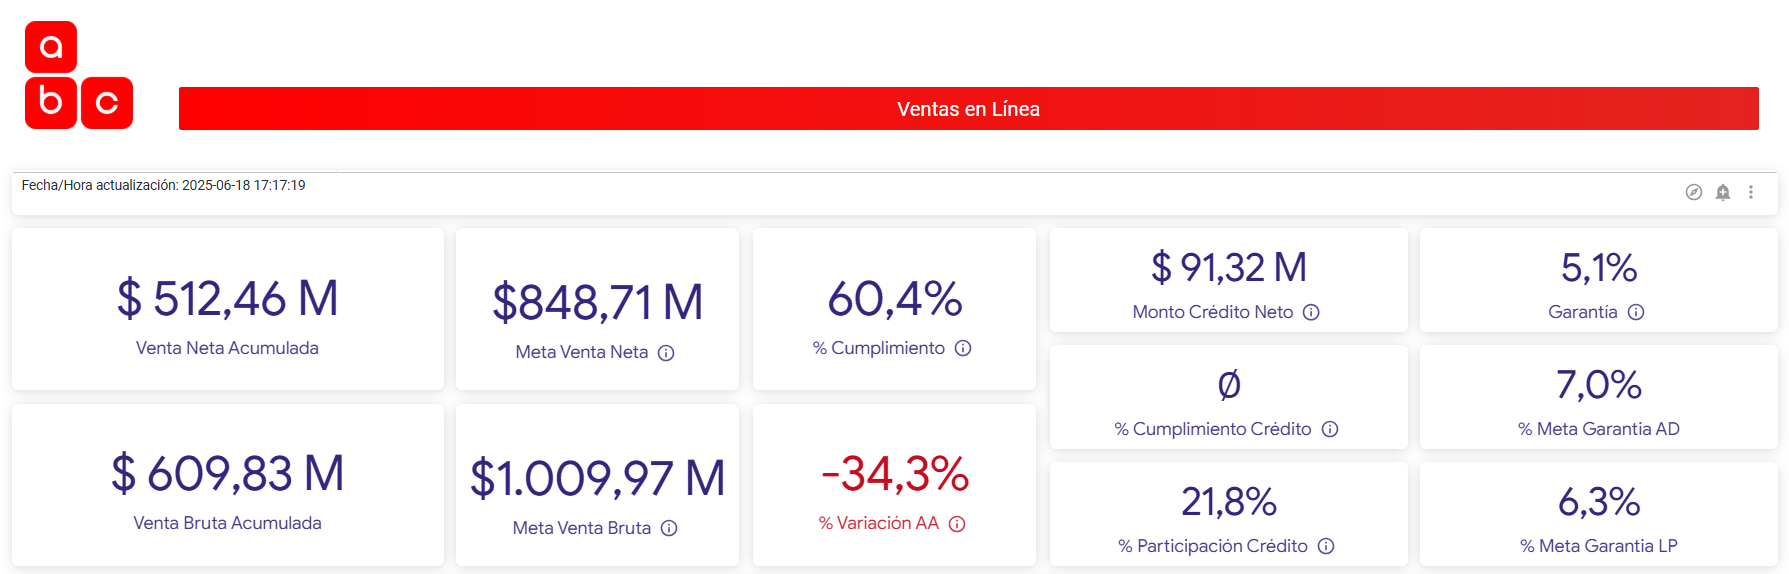 a
b c
Ventas en Línea
Fecha/Hora actualización: 2025-06-18 17:17:19
$ 512,46 M
Venta Neta Acumulada
$848,71 M
Meta Venta Neta
60,4%
% Cumplimiento
$ 91,32 M
Monto Crédito Neto
5,1%
Garantía
Ø
% Cumplimiento Crédito
7,0%
% Meta Garantia AD
$ 609,83 M
Venta Bruta Acumulada
$1.009,97 M
Meta Venta Bruta
-34,3%
% Variación AA
21,8%
% Participación Crédito
6,3%
% Meta Garantia LP